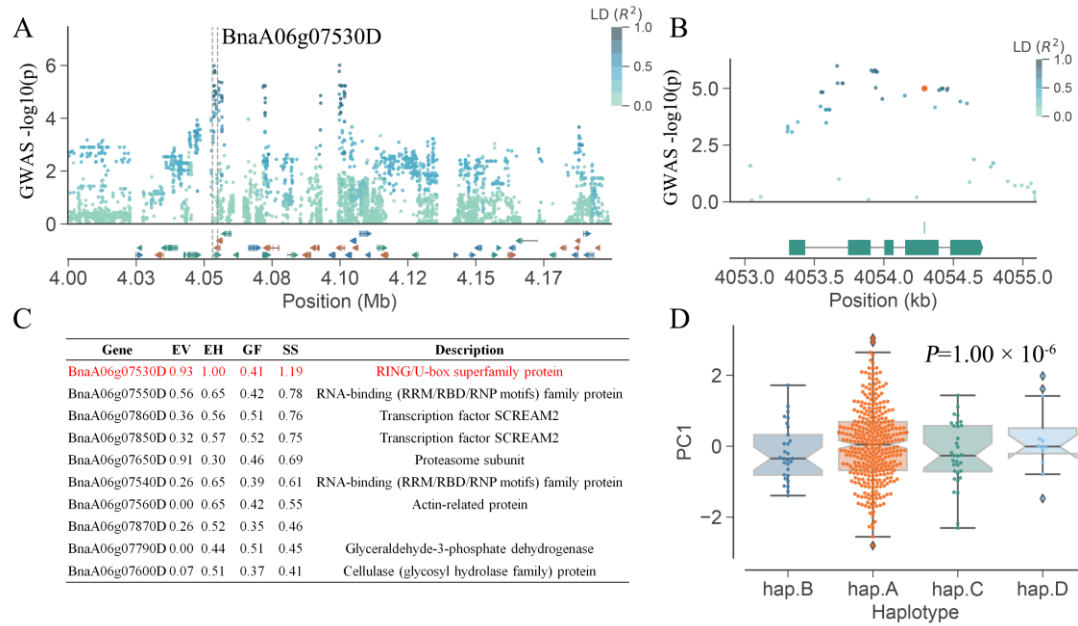 A
BnaA06g07530D
LD (R²)
1.0
0.5
0.0
GWAS -log10(p)
6
4
2
0
4.00
4.03
4.05
4.08
4.10
4.12
4.15
4.17
Position (Mb)
B
LD (R²)
1.0
0.5
0.0
GWAS -log10(p)
5.0
2.5
0.0
4053.0
4053.6
4054.0
4054.6
4055.0
Position (kb)
C
Gene EV EH GF SS Description
BnaA06g07530D 0.93 1.00 0.41 1.19 RING/U-box superfamily protein
BnaA06g07550D 0.56 0.65 0.42 0.78 RNA-binding (RRM/RBD/RNP motifs) family protein
BnaA06g07860D 0.36 0.56 0.51 0.76 Transcription factor SCREAM2
BnaA06g07850D 0.32 0.57 0.52 0.75 Transcription factor SCREAM2
BnaA06g07650D 0.91 0.30 0.46 0.69 Proteasome subunit
BnaA06g07540D 0.26 0.65 0.39 0.61 RNA-binding (RRM/RBD/RNP motifs) family protein
BnaA06g07560D 0.00 0.65 0.42 0.55 Actin-related protein
BnaA06g07870D 0.26 0.52 0.35 0.46
BnaA06g07790D 0.00 0.44 0.51 0.45 Glyceraldehyde-3-phosphate dehydrogenase
BnaA06g07600D 0.07 0.51 0.37 0.41 Cellulase (glycosyl hydrolase family) protein
D
P=1.00 × 10⁻⁶
PC1
2
0
−2
hap.B
hap.A
hap.C
hap.D
Haplotype